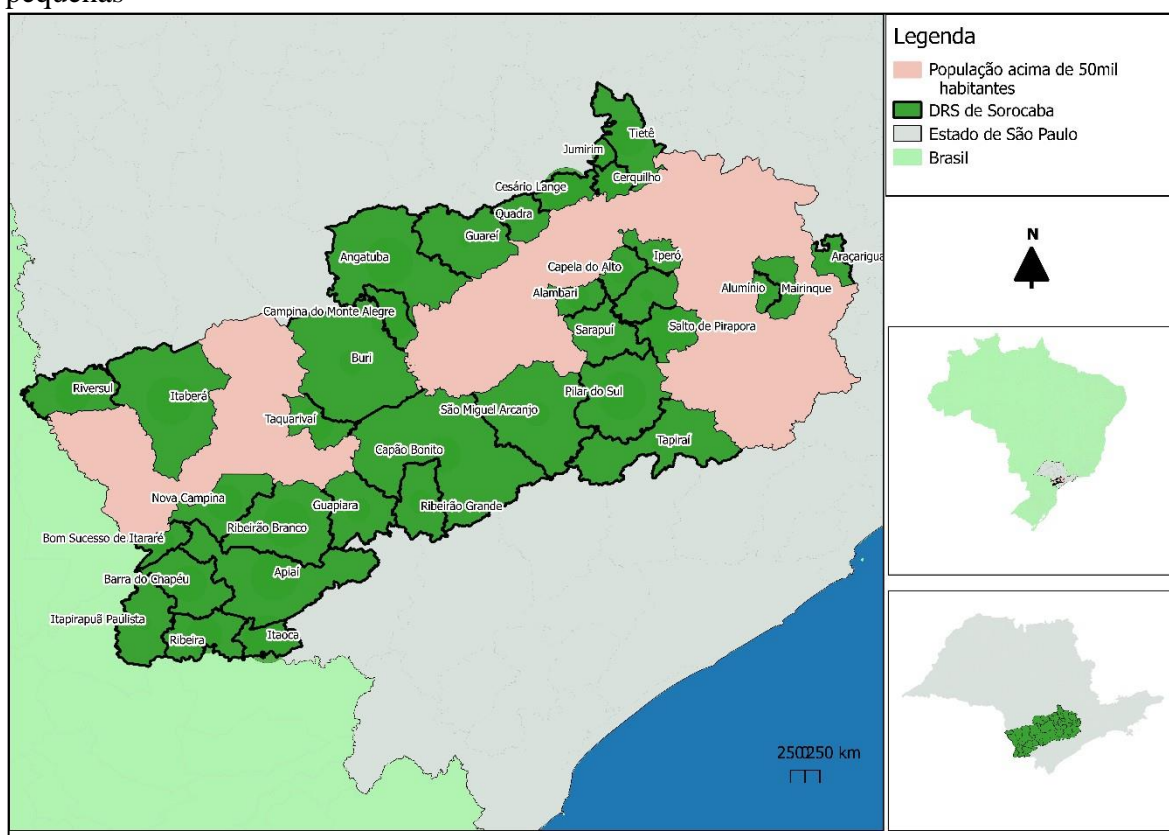 pequenas
Legenda
População acima de 50mil
habitantes
DRS de Sorocaba
Estado de São Paulo
Brasil
N
Tietê
Jumirim
Cerquilho
Cesário Lange
Quadra
Guareí
Angatuba
Capela do Alto
Iperó
Araçarigua
Alambari
Alumínio
Mairinque
Campina do Monte Alegre
Sarapuí
Salto de Pirapora
Buri
Riversul
Itaberá
Pilar do Sul
São Miguel Arcanjo
Taquarivaí
Tapiraí
Capão Bonito
Nova Campina
Guapiara
Ribeirão Grande
Ribeirão Branco
Bom Sucesso de Itararé
Apiaí
Barra do Chapéu
Itapirapuã Paulista
Ribeira
Itaoca
250 250 km